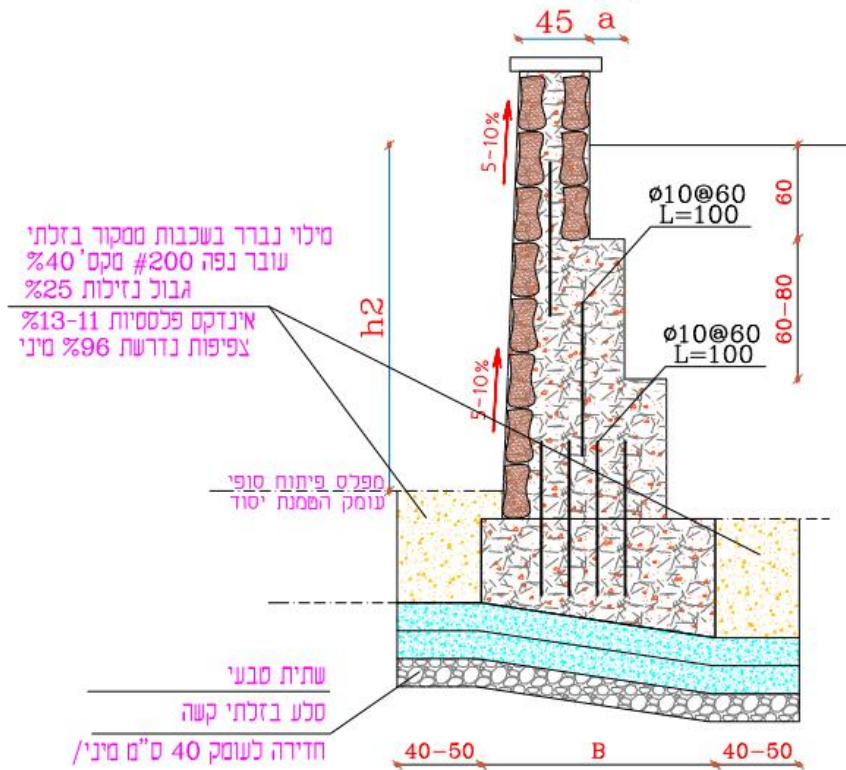 45 a
5-10%
60
ø10@60
L=100
מילוי נברר בשכבות ממקור בזלתי
עובר נפה 200# מקס' 40%
גבול נזילות 25%
אינדקס פלסטיות 13-11%
צפיפות נדרשת 96% מיני
h2
60-80
ø10@60
L=100
5-10%
מפלס פיתוח סופי
עומק הטמנת יסוד
שתית טבעי
סלע בזלתי קשה
חדירה לעומק 40 ס"מ מיני/
40-50 B 40-50